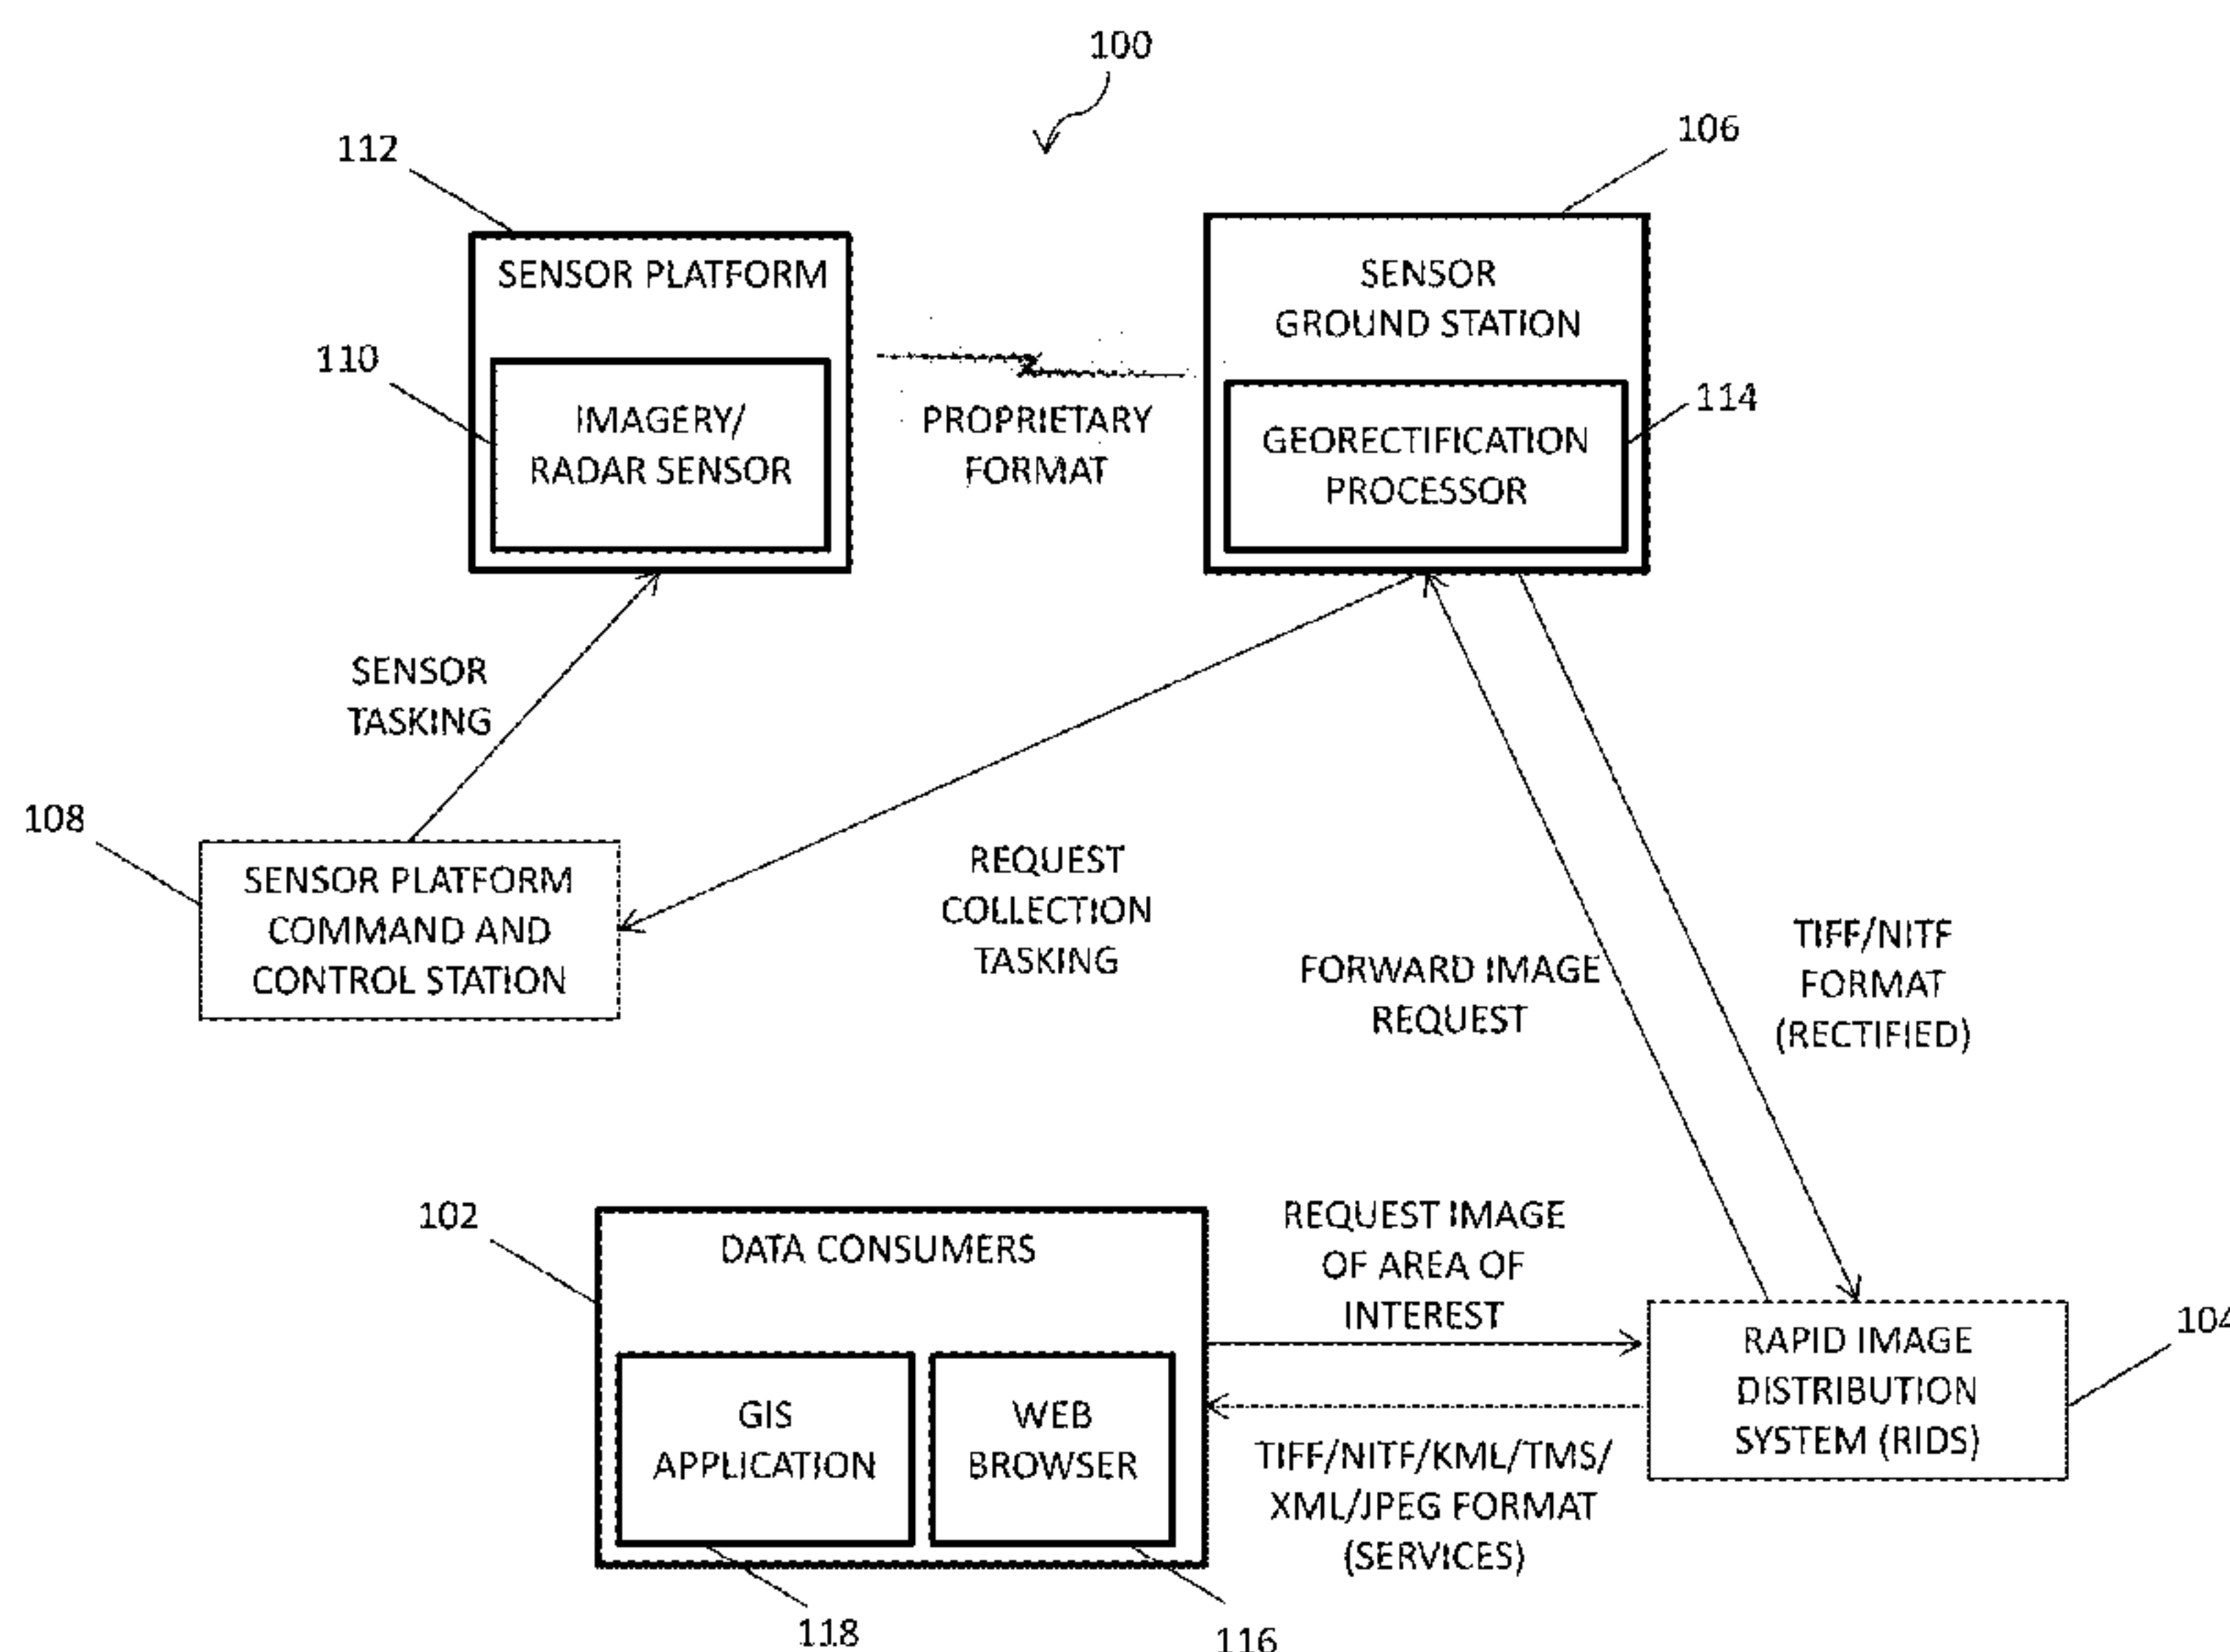 100
112
106
SENSOR PLATFORM
SENSOR
GROUND STATION
110
IMAGERY/
RADAR SENSOR
PROPRIETARY
FORMAT
114
GEORECTIFICATION
PROCESSOR
SENSOR
TASKING
108
SENSOR PLATFORM
COMMAND AND
CONTROL STATION
REQUEST
COLLECTION
TASKING
FORWARD IMAGE
REQUEST
TIFF/NITF
FORMAT
(RECTIFIED)
102
DATA CONSUMERS
GIS
APPLICATION
WEB
BROWSER
REQUEST IMAGE
OF AREA OF
INTEREST
TIFF/NITF/KML/TMS/
XML/JPEG FORMAT
(SERVICES)
RAPID IMAGE
DISTRIBUTION
SYSTEM (RIDS)
104
118
116